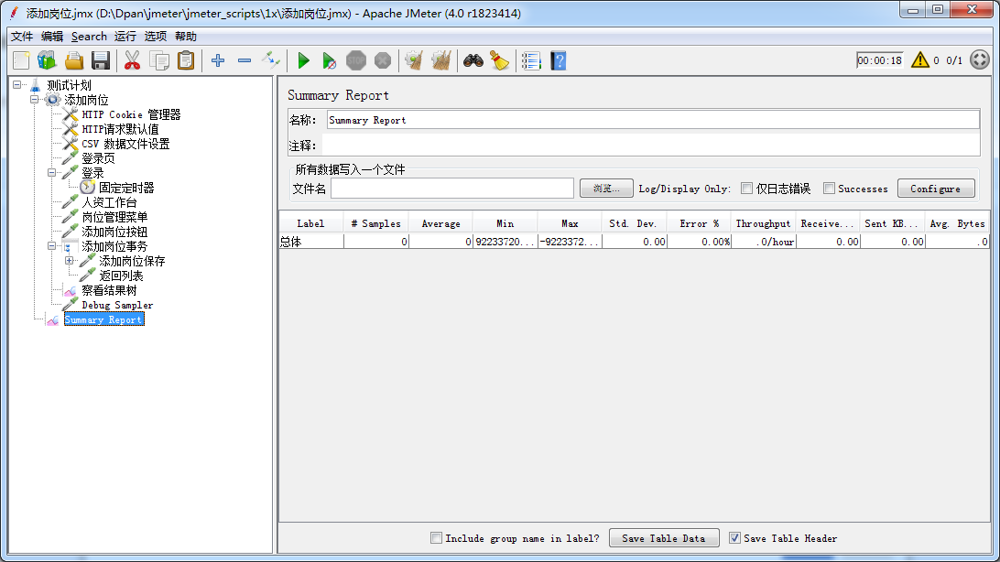 添加岗位.jmx (D:\Dpan\jmeter\jmeter_scripts\1x\添加岗位.jmx) - Apache JMeter (4.0 r1823414)
文件 编辑 Search 运行 选项 帮助
STOP 00:00:18 0 0/1
测试计划
添加岗位
HTTP Cookie 管理器
HTTP请求默认值
CSV 数据文件设置
登录页
登录
固定定时器
人资工作台
岗位管理菜单
添加岗位按钮
添加岗位事务
添加岗位保存
返回列表
察看结果树
Debug Sampler
Summary Report
Summary Report
名称： Summary Report
注释：
所有数据写入一个文件
文件名 浏览... Log/Display Only: 仅日志错误 Successes Configure
Label # Samples Average Min Max Std. Dev. Error % Throughput Receive... Sent KB... Avg. Bytes
总体 0 0 92233720... -9223372... 0.00 0.00% .0/hour 0.00 0.00 .0
Include group name in label? Save Table Data Save Table Header